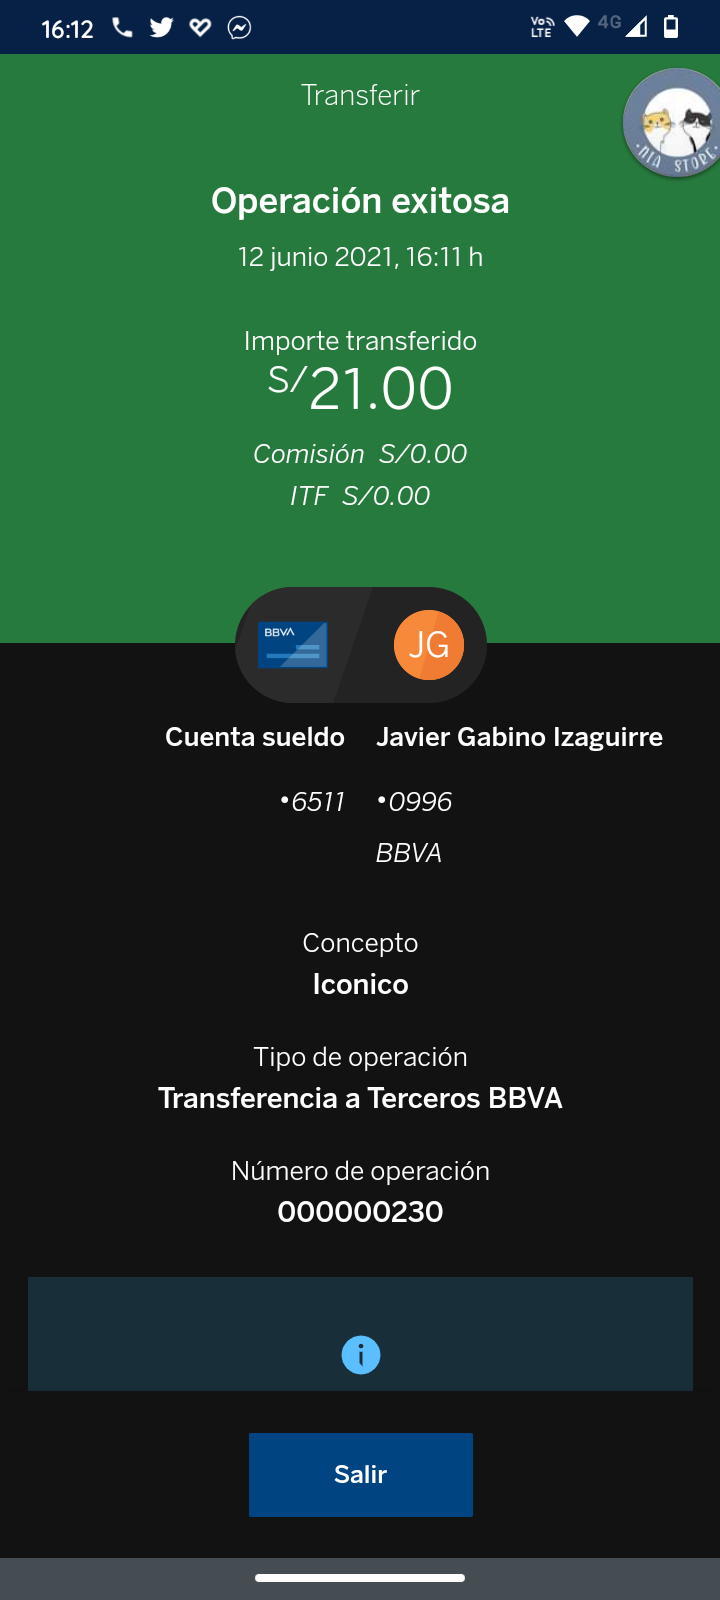 16:12
Vo))
LTE
4G
Transferir
NIA STORE
Operación exitosa
12 junio 2021, 16:11 h
Importe transferido
S/21.00
Comisión S/0.00
ITF S/0.00
BBVA
JG
Cuenta sueldo Javier Gabino Izaguirre
•6511 •0996
BBVA
Concepto
Iconico
Tipo de operación
Transferencia a Terceros BBVA
Número de operación
000000230
Salir